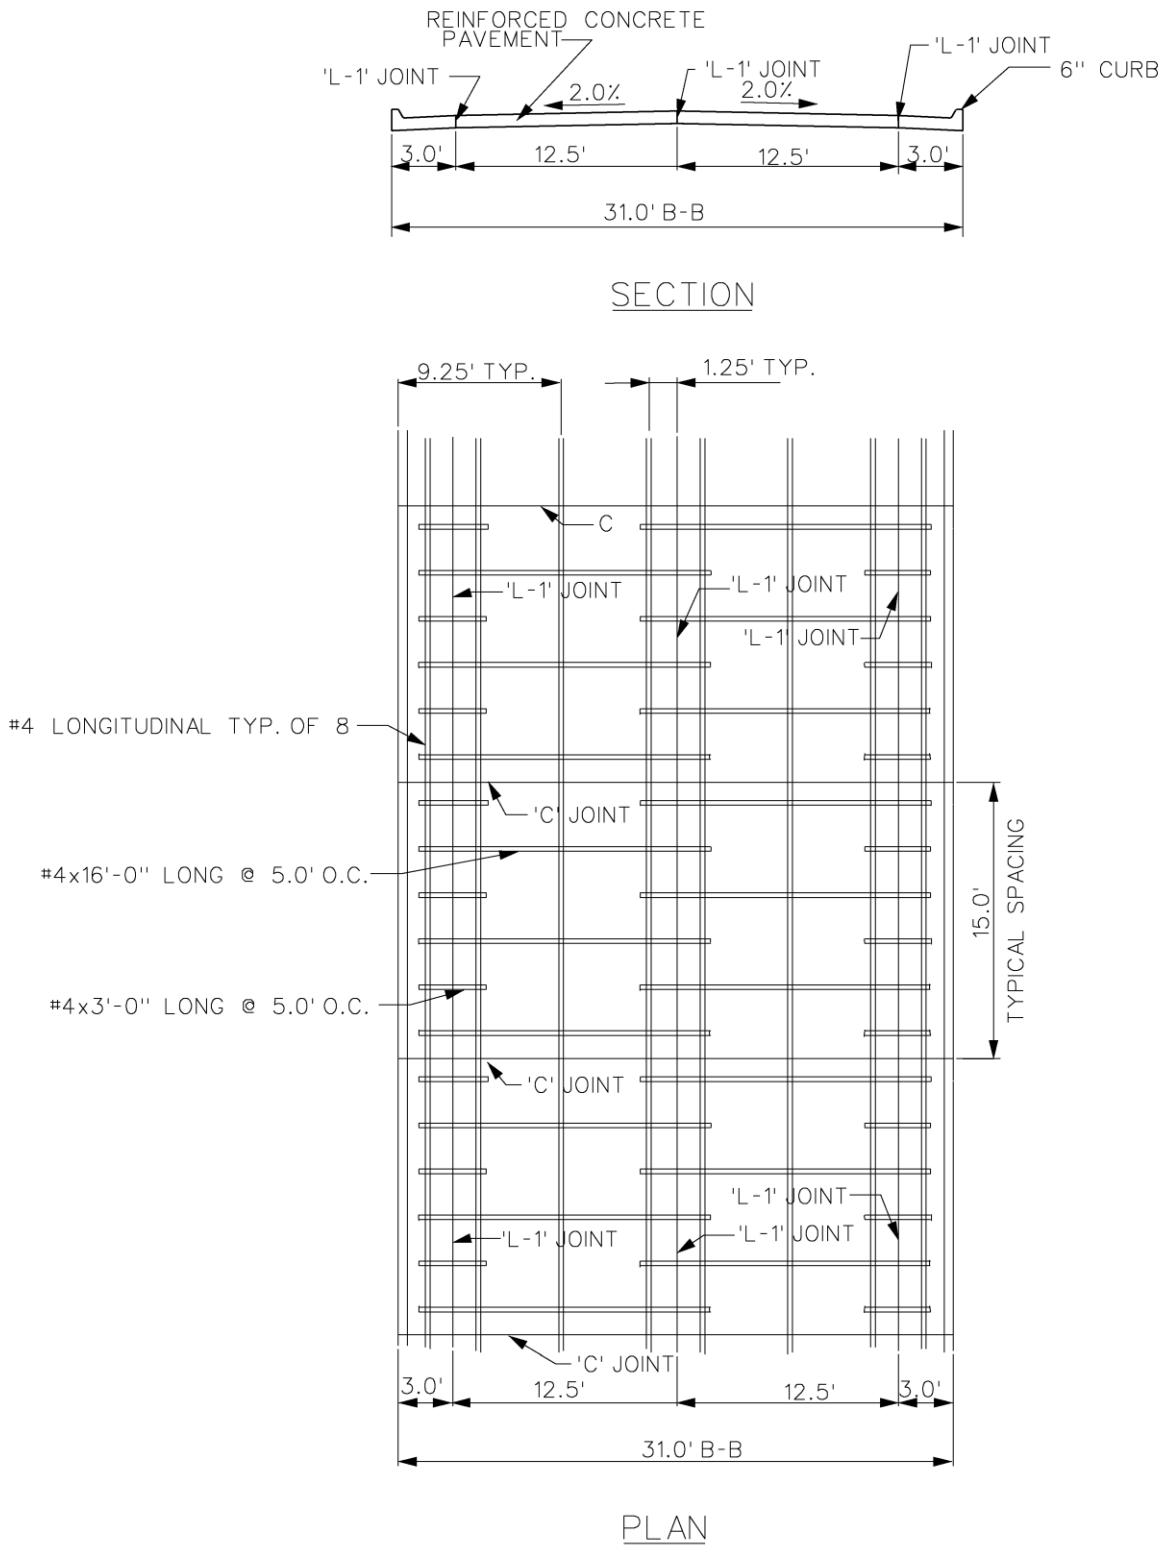 REINFORCED CONCRETE
PAVEMENT
'L-1' JOINT
'L-1' JOINT
'L-1' JOINT
6" CURB
2.0%
2.0%
3.0'
12.5'
12.5'
3.0'
31.0' B-B
SECTION
9.25' TYP.
1.25' TYP.
C
'L-1' JOINT
'L-1' JOINT
'L-1' JOINT
#4 LONGITUDINAL TYP. OF 8
'C' JOINT
#4x16'-0" LONG @ 5.0' O.C.
15.0'
TYPICAL SPACING
#4x3'-0" LONG @ 5.0' O.C.
'C' JOINT
'L-1' JOINT
'L-1' JOINT
'L-1' JOINT
'C' JOINT
3.0'
12.5'
12.5'
3.0'
31.0' B-B
PLAN